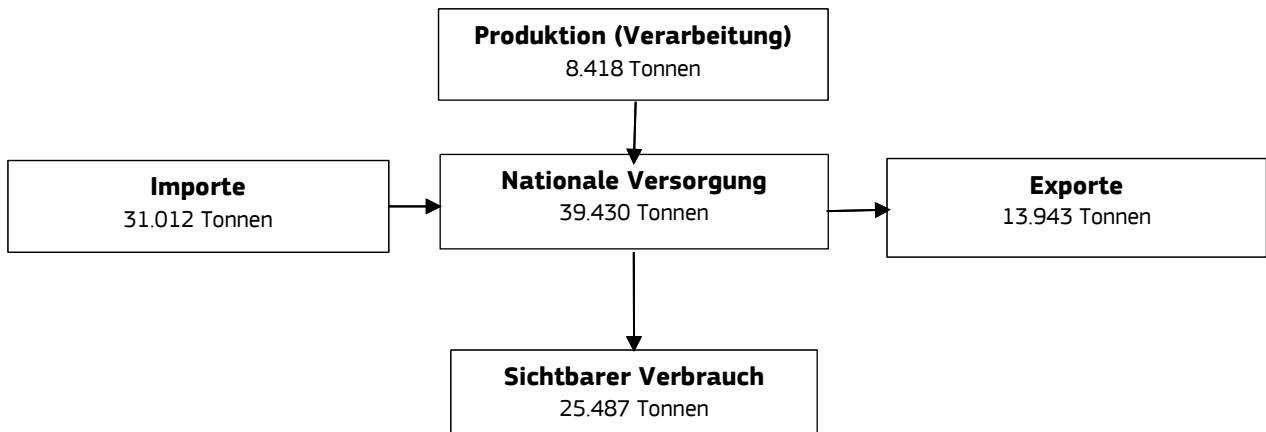 Produktion (Verarbeitung)
8.418 Tonnen
Importe
31.012 Tonnen
Nationale Versorgung
39.430 Tonnen
Exporte
13.943 Tonnen
Sichtbarer Verbrauch
25.487 Tonnen